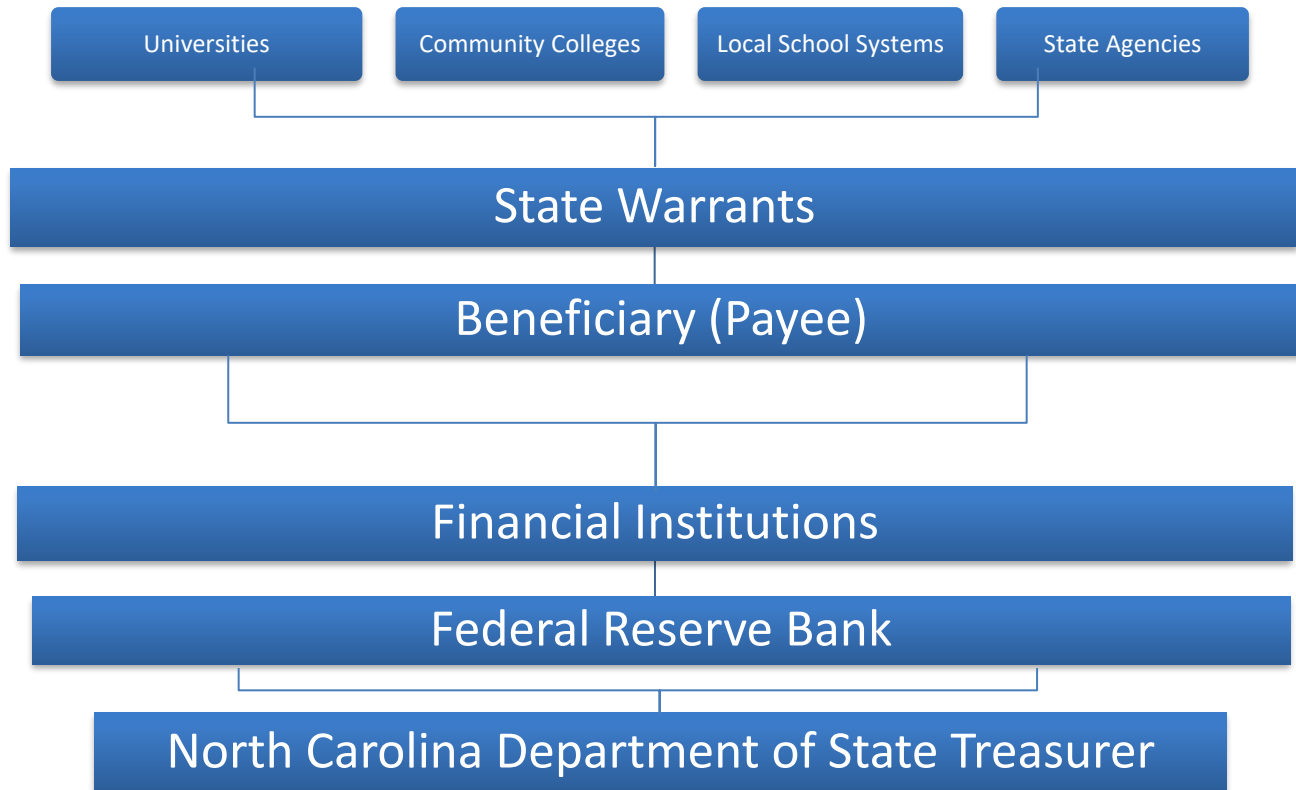 Universities
Community Colleges
Local School Systems
State Agencies
State Warrants
Beneficiary (Payee)
Financial Institutions
Federal Reserve Bank
North Carolina Department of State Treasurer